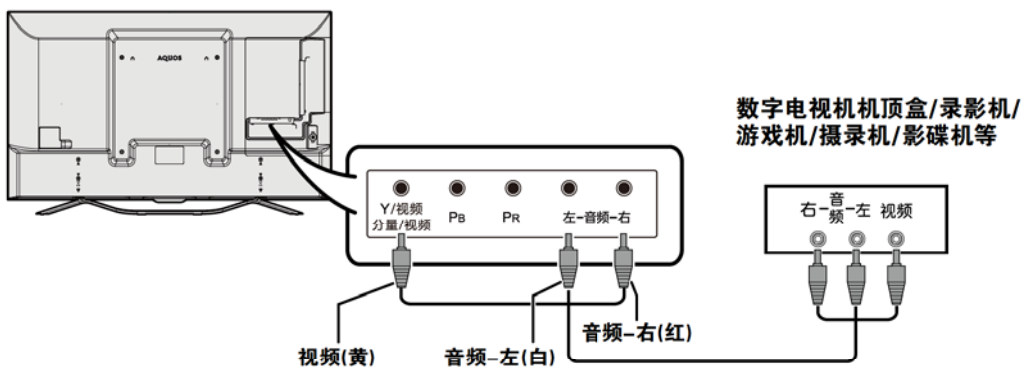 AQUOS
数字电视机机顶盒/录影机/
游戏机/摄录机/影碟机等
Y/视频
分量/视频
PB
PR
左-音频-右
右-音频-左 视频
视频(黄)
音频-左(白)
音频-右(红)